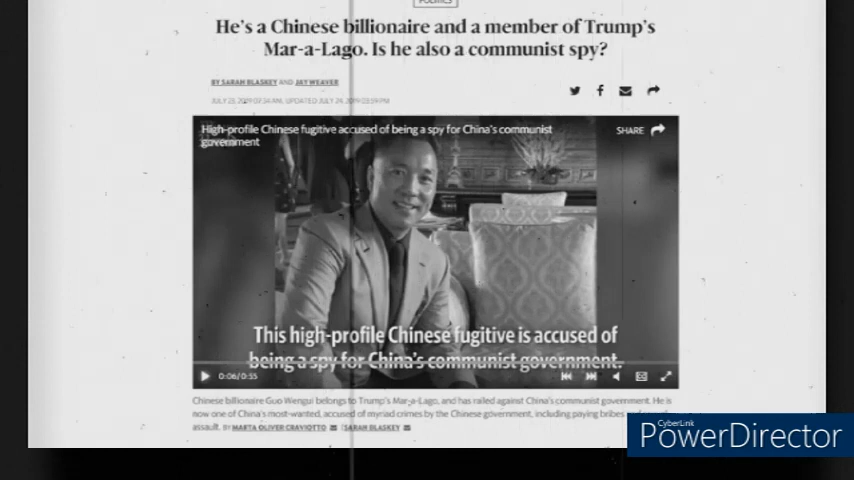 POLITICS
He's a Chinese billionaire and a member of Trump's
Mar-a-Lago. Is he also a communist spy?
BY SARAH BLASKEY AND JAY WEAVER
High-profile Chinese fugitive accused of being a spy for China's communist
government
SHARE
This high-profile Chinese fugitive is accused of
being a spy for China's communist government.
0:06/0:55
Chinese billionaire Guo Wengui belongs to Trump's Mar-a-Lago, and has railed against China's communist government. He is
now one of China's most-wanted, accused of myriad crimes by the Chinese government, including paying bribes
assault. BY MARTA OLIVER CRAVIOTTO SARAH BLASKEY
CyberLink
PowerDirector